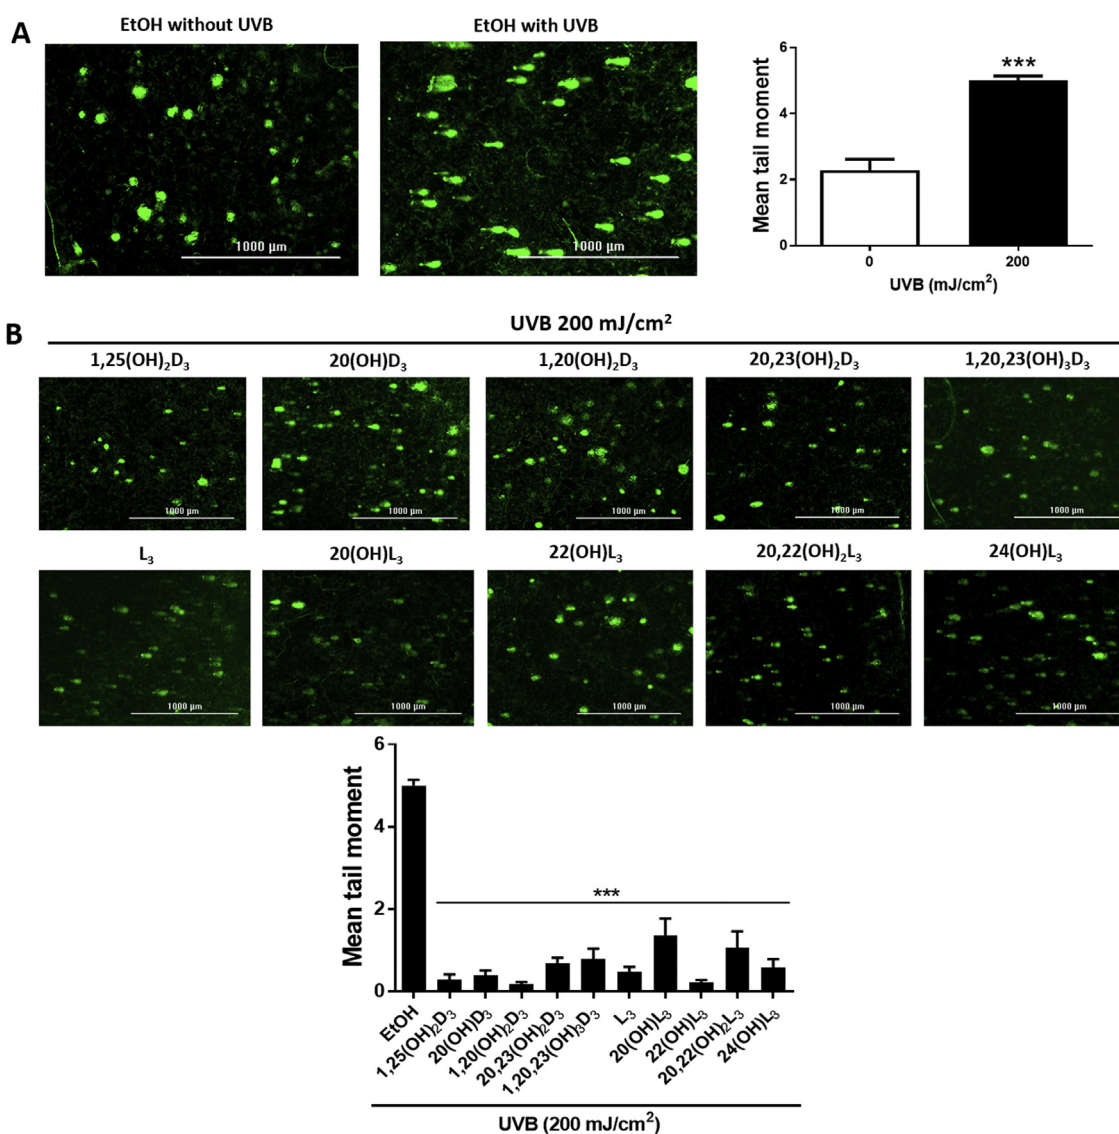 A
EtOH without UVB
EtOH with UVB
1000 µm
1000 µm
Mean tail moment
6
4
2
0
***
0
200
UVB (mJ/cm²)
B
UVB 200 mJ/cm²
1,25(OH)₂D₃
20(OH)D₃
1,20(OH)₂D₃
20,23(OH)₂D₃
1,20,23(OH)₃D₃
1000 µm
1000 µm
1000 µm
1000 µm
1000 µm
L₃
20(OH)L₃
22(OH)L₃
20,22(OH)₂L₃
24(OH)L₃
1000 µm
1000 µm
1000 µm
1000 µm
1000 µm
Mean tail moment
6
4
2
0
***
EtOH
1,25(OH)₂D₃
20(OH)D₃
1,20(OH)₂D₃
20,23(OH)₂D₃
1,20,23(OH)₃D₃
L₃
20(OH)L₃
22(OH)L₃
20,22(OH)₂L₃
24(OH)L₃
UVB (200 mJ/cm²)